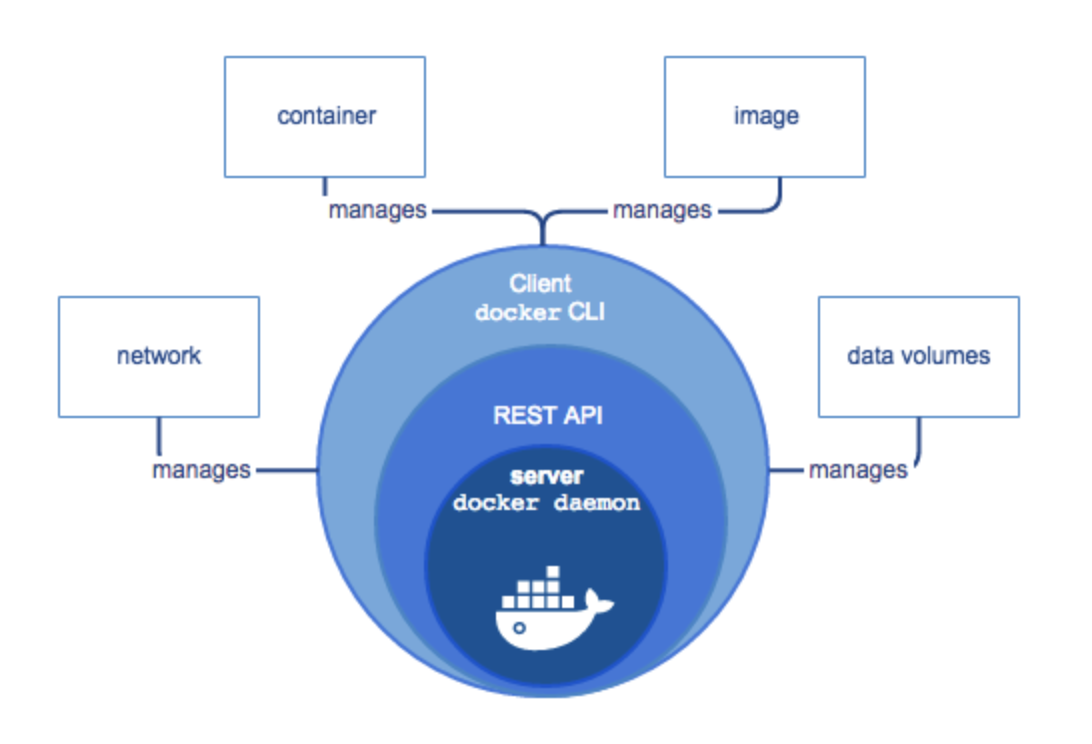 container
image
manages
manages
Client
docker CLI
network
data volumes
REST API
manages
server
manages
docker daemon